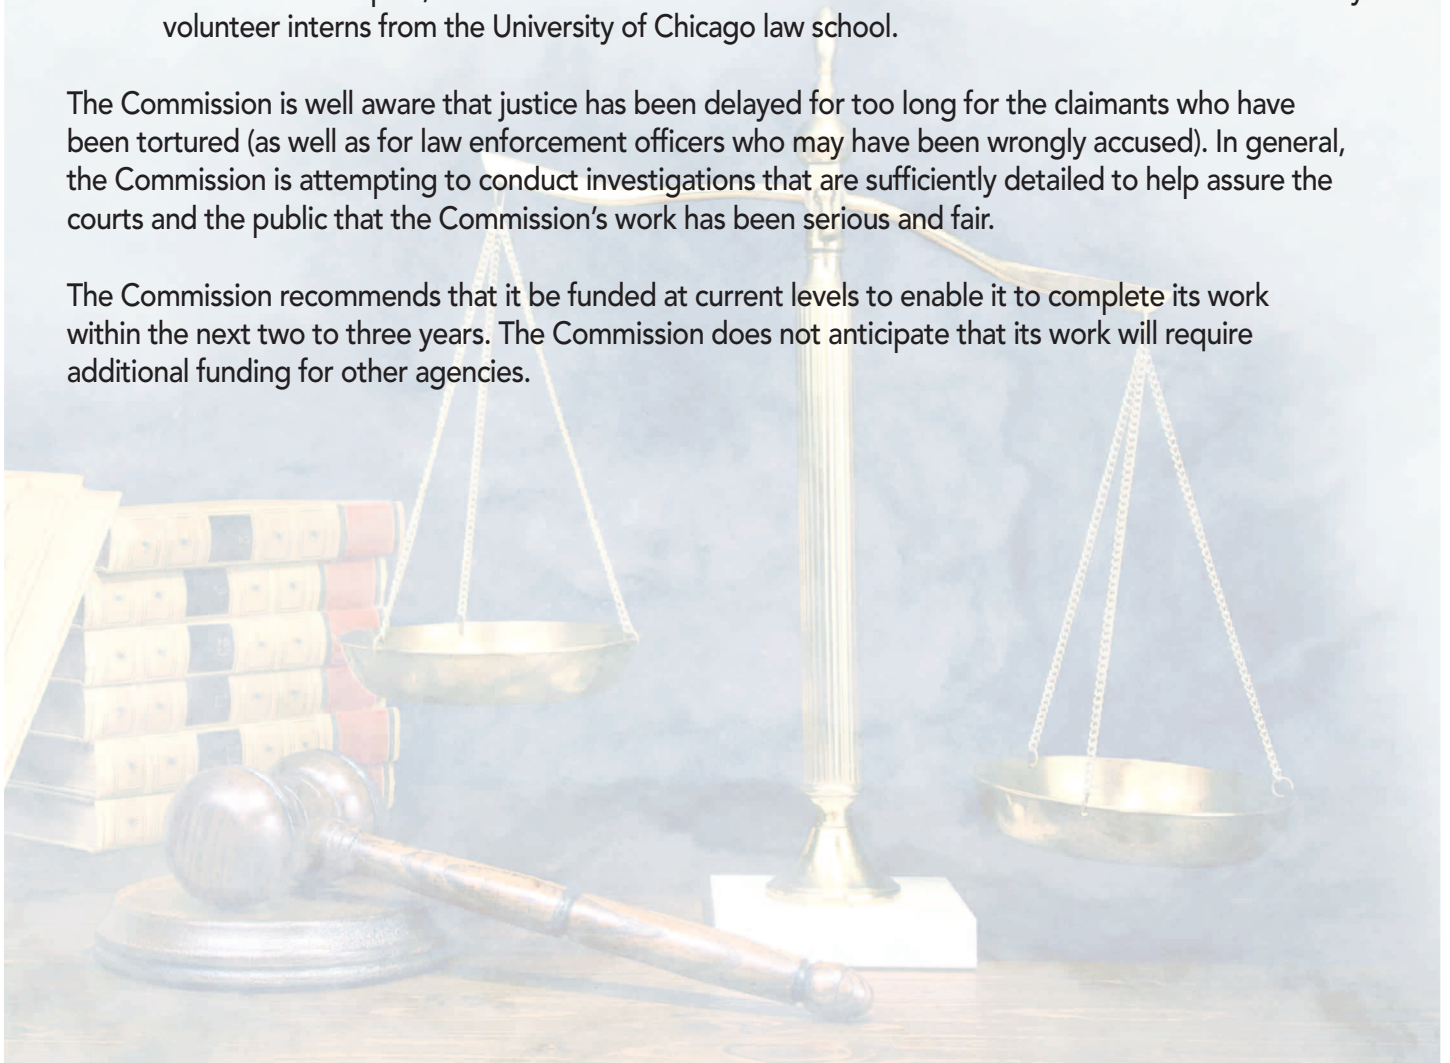 volunteer interns from the University of Chicago law school.
The Commission is well aware that justice has been delayed for too long for the claimants who have
been tortured (as well as for law enforcement officers who may have been wrongly accused). In general,
the Commission is attempting to conduct investigations that are sufficiently detailed to help assure the
courts and the public that the Commission’s work has been serious and fair.
The Commission recommends that it be funded at current levels to enable it to complete its work
within the next two to three years. The Commission does not anticipate that its work will require
additional funding for other agencies.